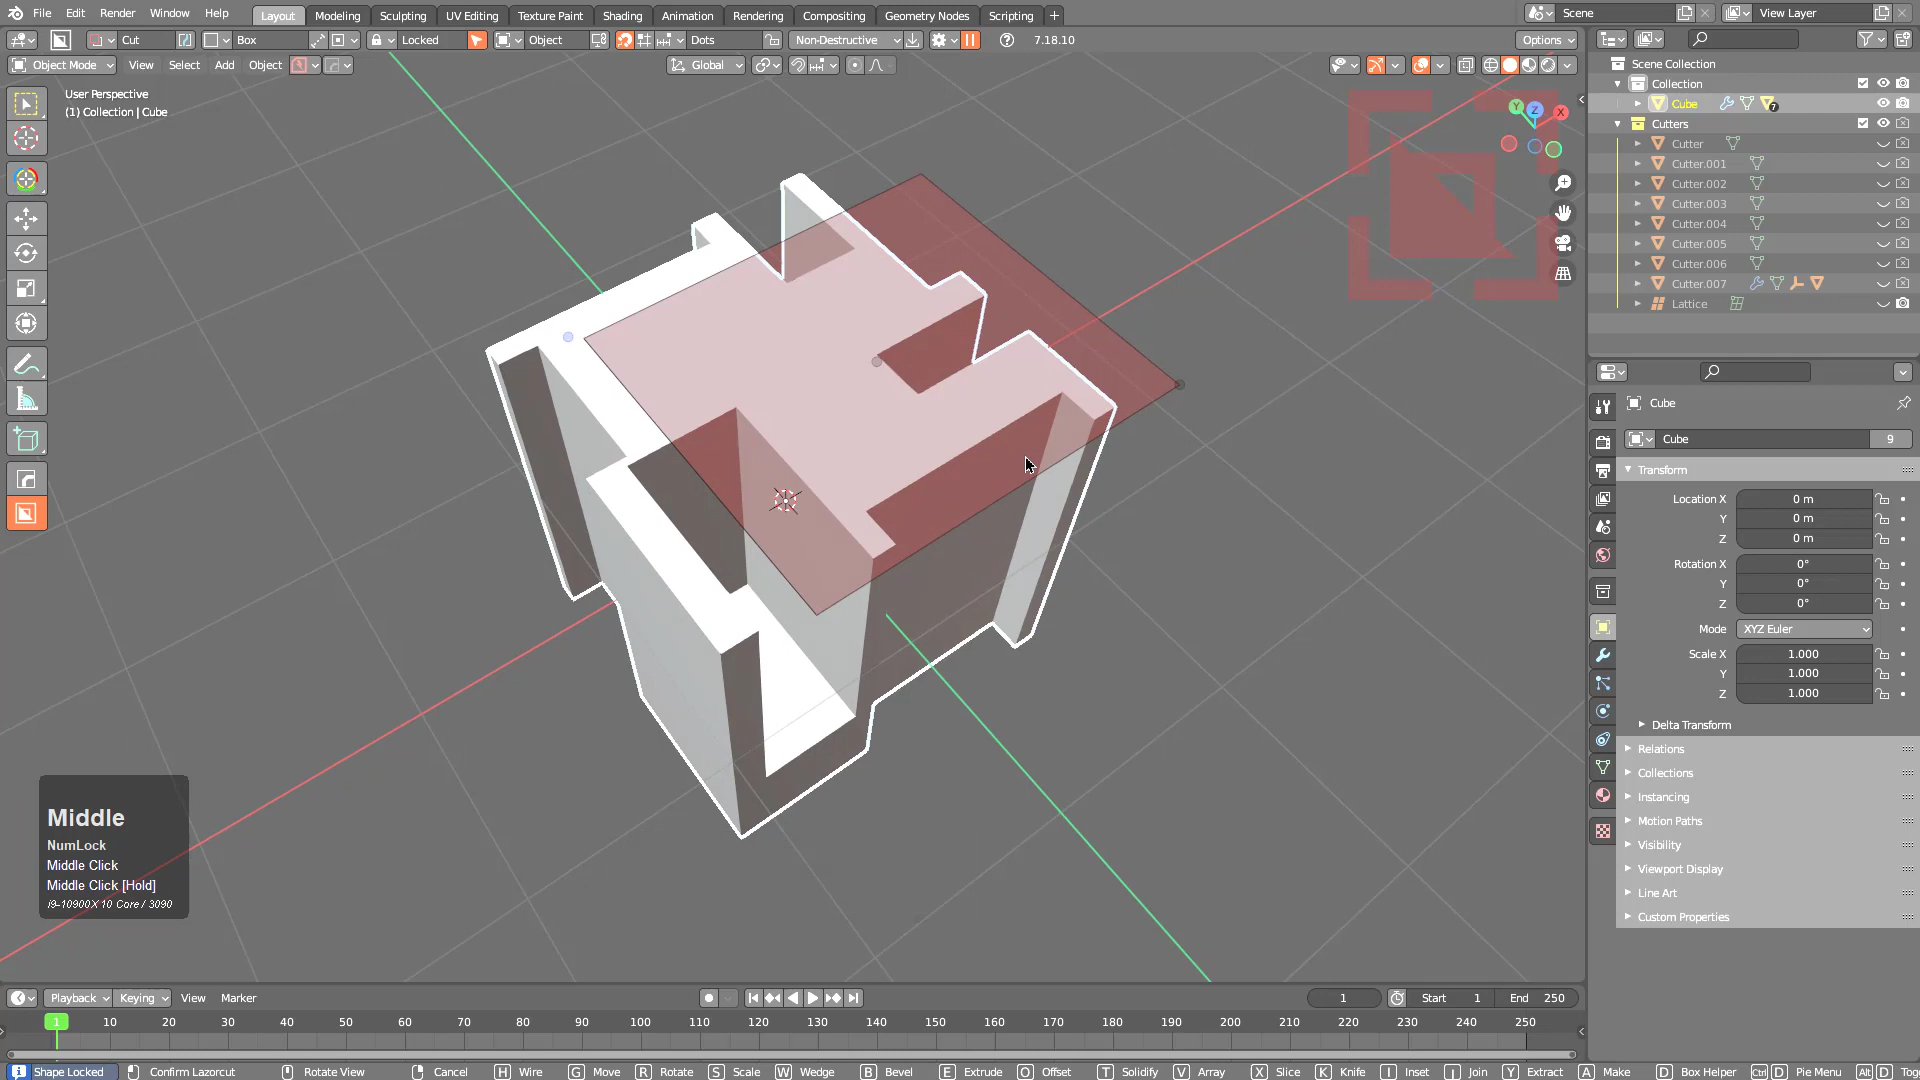 File Edit Render Window Help
Layout Modeling Sculpting UV Editing Texture Paint Shading Animation Rendering Compositing Geometry Nodes Scripting +
Scene
View Layer
Cut Box Locked Object Dots Non-Destructive 7.18.10
Options
Object Mode View Select Add Object Global
User Perspective
(1) Collection | Cube
Y Z X
Scene Collection
Collection
Cube 7
Cutters
Cutter
Cutter.001
Cutter.002
Cutter.003
Cutter.004
Cutter.005
Cutter.006
Cutter.007
Lattice
Cube
Cube 9
Transform
Location X 0 m
Y 0 m
Z 0 m
Rotation X 0°
Y 0°
Z 0°
Mode XYZ Euler
Scale X 1.000
Y 1.000
Z 1.000
Delta Transform
Relations
Collections
Instancing
Motion Paths
Visibility
Viewport Display
Line Art
Custom Properties
Middle
NumLock
Middle Click
Middle Click [Hold]
i9-10900X 10 Core / 3090
Playback Keying View Marker
1 Start 1 End 250
1 10 20 30 40 50 60 70 80 90 100 110 120 130 140 150 160 170 180 190 200 210 220 230 240 250
Shape Locked Confirm Lazorcut Rotate View Cancel H Wire G Move R Rotate S Scale W Wedge B Bevel E Extrude O Offset T Solidify V Array X Slice K Knife I Inset J Join Y Extract A Make D Box Helper Ctrl D Pie Menu Alt D Tog